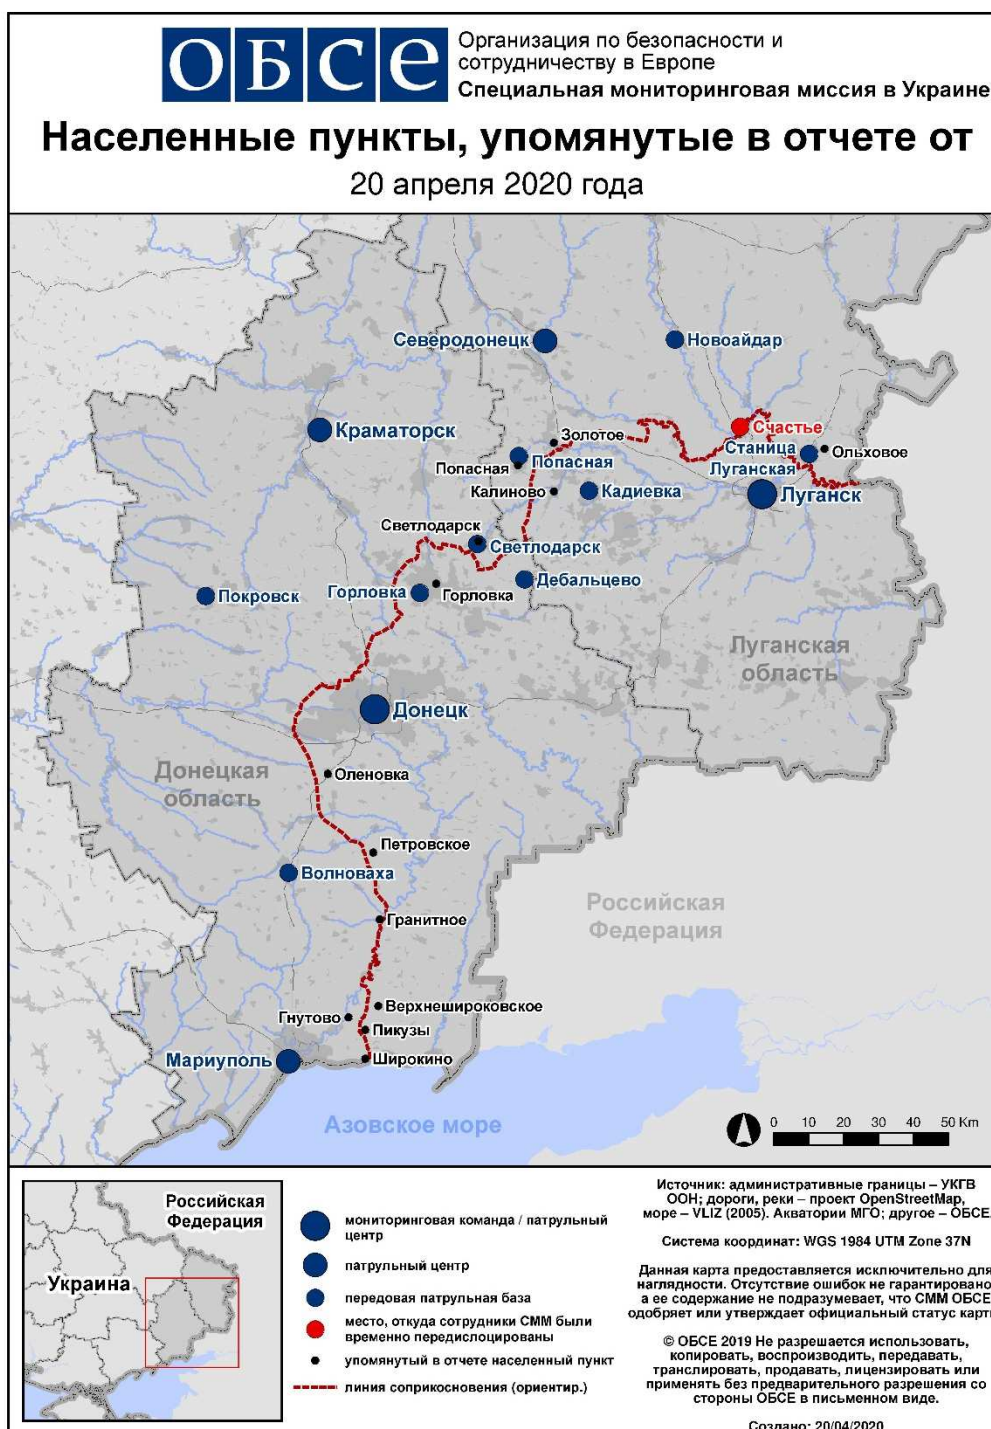 ОБСЕ
Организация по безопасности и
сотрудничеству в Европе
Специальная мониторинговая миссия в Украине
Населенные пункты, упомянутые в отчете от
20 апреля 2020 года
Северодонецк
Новоайдар
Краматорск
Счастье
Золотое
Станица
Луганская
Ольховое
Попасная
Попасная
Калиново
Кадиевка
Луганск
Светлодарск
Светлодарск
Дебальцево
Покровск
Горловка
Горловка
Луганская
область
Донецк
Донецкая
область
Оленовка
Петровское
Волноваха
Российская
Федерация
Гранитное
Верхнешироковское
Гнутово
Пикузы
Мариуполь
Широкино
Азовское море
0 10 20 30 40 50 Km
Российская
Федерация
Украина
мониторинговая команда / патрульный
центр
патрульный центр
передовая патрульная база
место, откуда сотрудники СММ были
временно передислоцированы
упомянутый в отчете населенный пункт
линия соприкосновения (ориентир.)
Источник: административные границы – УКГВ
ООН; дороги, реки – проект OpenStreetMap,
море – VLIZ (2005). Акватории МГО; другое – ОБСЕ.
Система координат: WGS 1984 UTM Zone 37N
Данная карта предоставляется исключительно для
наглядности. Отсутствие ошибок не гарантировано
а ее содержание не подразумевает, что СММ ОБСЕ
одобряет или утверждает официальный статус карт
© ОБСЕ 2019 Не разрешается использовать,
копировать, воспроизводить, передавать,
транслировать, продавать, лицензировать или
применять без предварительного разрешения со
стороны ОБСЕ в письменном виде.
Создано: 20/04/2020